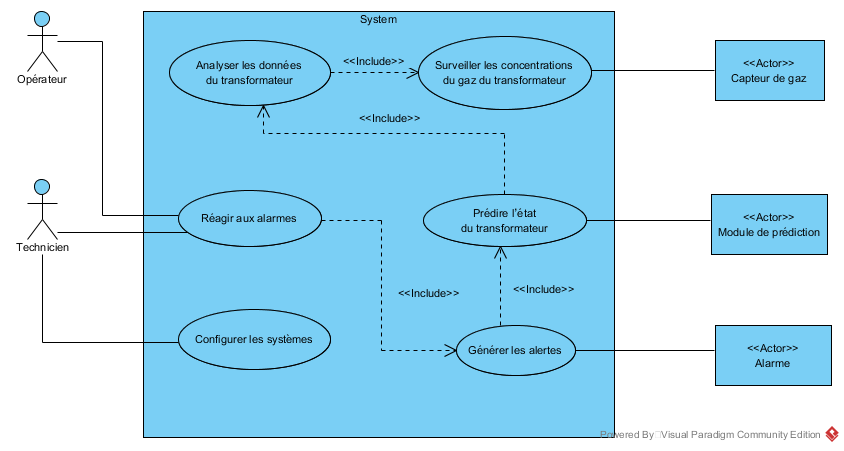 System
Opérateur
Analyser les données
du transformateur
<<Include>>
Surveiller les concentrations
du gaz du transformateur
<<Actor>>
Capteur de gaz
<<Include>>
Technicien
Réagir aux alarmes
Prédire l'état
du transformateur
<<Actor>>
Module de prédiction
<<Include>>
<<Include>>
Configurer les systèmes
Générer les alertes
<<Actor>>
Alarme
Powered By Visual Paradigm Community Edition